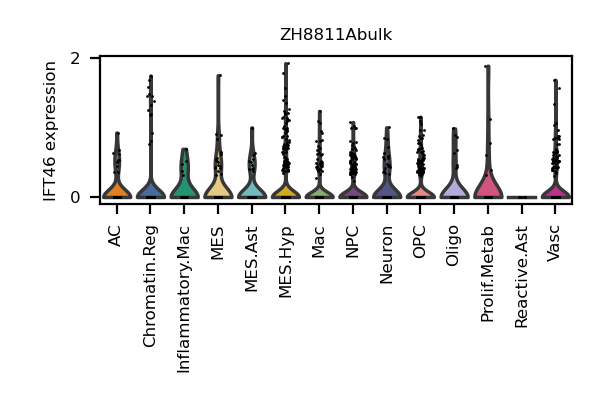 ZH8811Abulk
IFT46 expression
2
0
AC
Chromatin.Reg
Inflammatory.Mac
MES
MES.Ast
MES.Hyp
Mac
NPC
Neuron
OPC
Oligo
Prolif.Metab
Reactive.Ast
Vasc